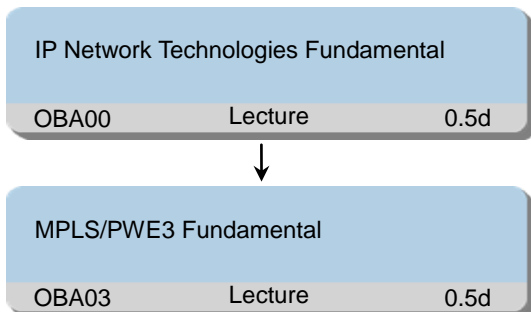 IP Network Technologies Fundamental
OBA00 Lecture 0.5d
MPLS/PWE3 Fundamental
OBA03 Lecture 0.5d